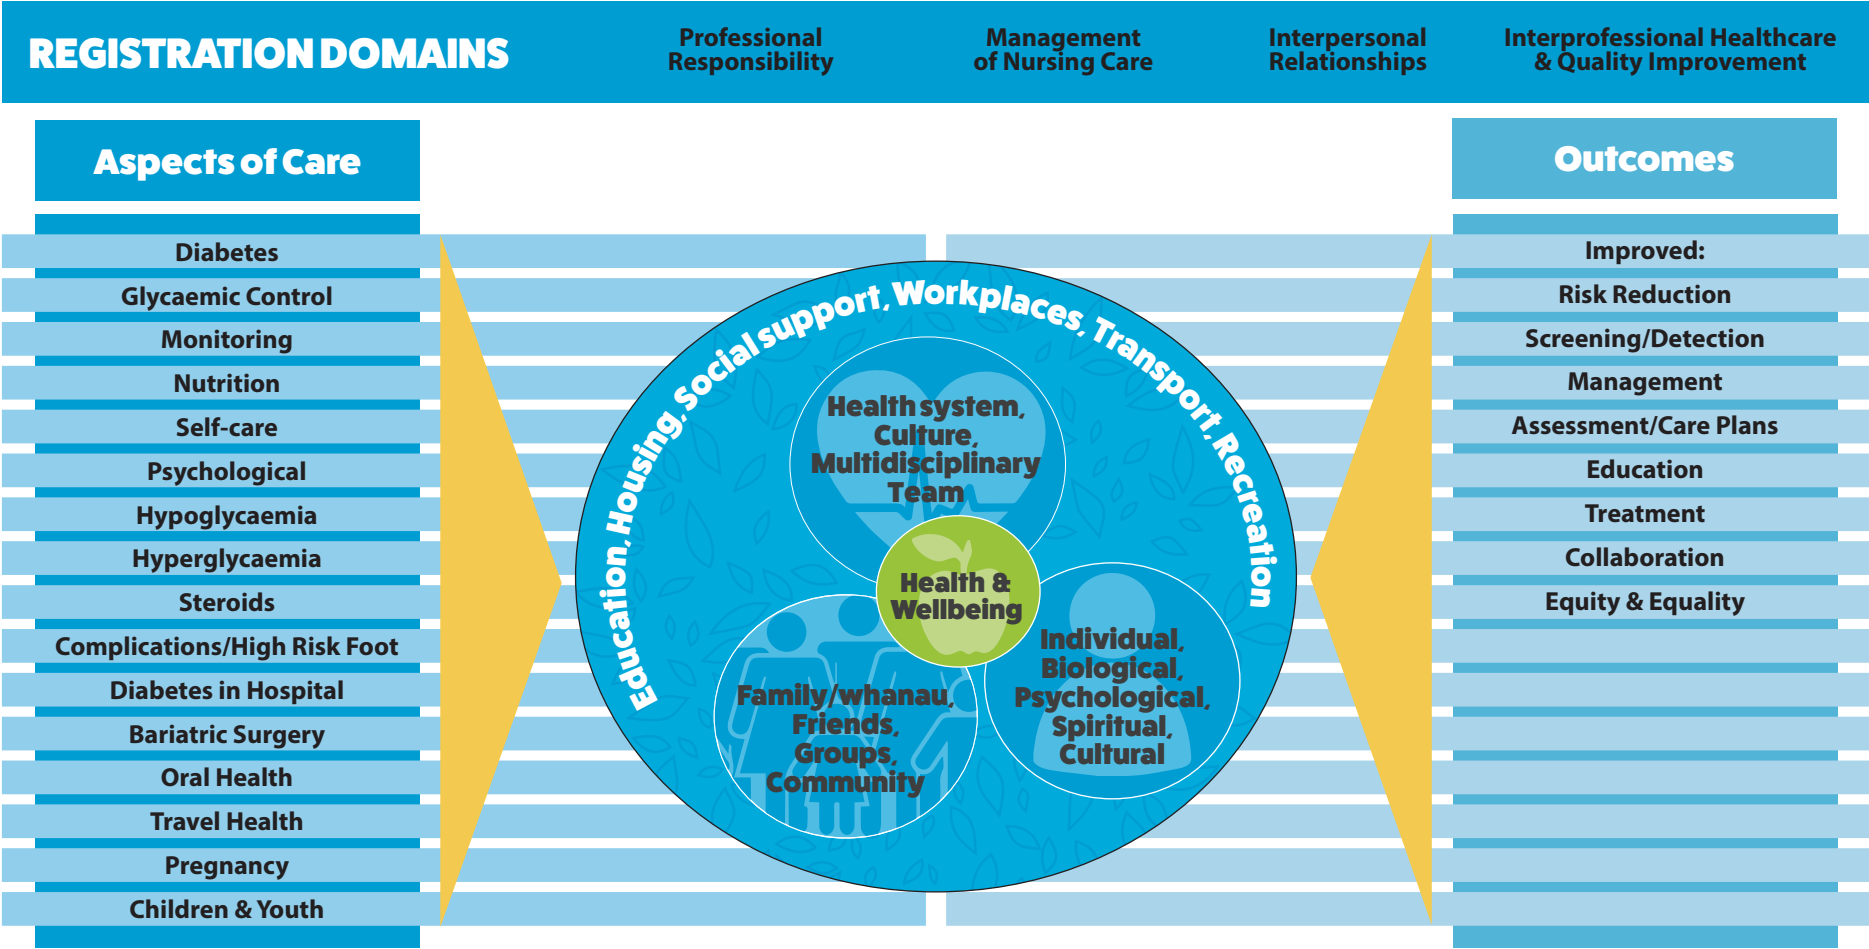 REGISTRATION DOMAINS
Professional
Responsibility
Management
of Nursing Care
Interpersonal
Relationships
Interprofessional Healthcare
& Quality Improvement
Aspects of Care
Diabetes
Glycaemic Control
Monitoring
Nutrition
Self-care
Psychological
Hypoglycaemia
Hyperglycaemia
Steroids
Complications/High Risk Foot
Diabetes in Hospital
Bariatric Surgery
Oral Health
Travel Health
Pregnancy
Children & Youth
Education, Housing, Social support, Workplaces, Transport, Recreation
Health system,
Culture,
Multidisciplinary
Team
Health &
Wellbeing
Family/whanau,
Friends,
Groups,
Community
Individual,
Biological,
Psychological,
Spiritual,
Cultural
Outcomes
Improved:
Risk Reduction
Screening/Detection
Management
Assessment/Care Plans
Education
Treatment
Collaboration
Equity & Equality